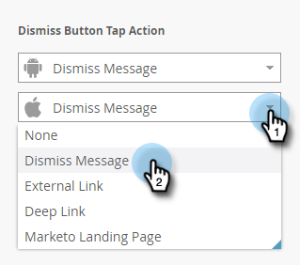 Dismiss Button Tap Action
Dismiss Message
Dismiss Message
1
None
Dismiss Message
2
External Link
Deep Link
Marketo Landing Page